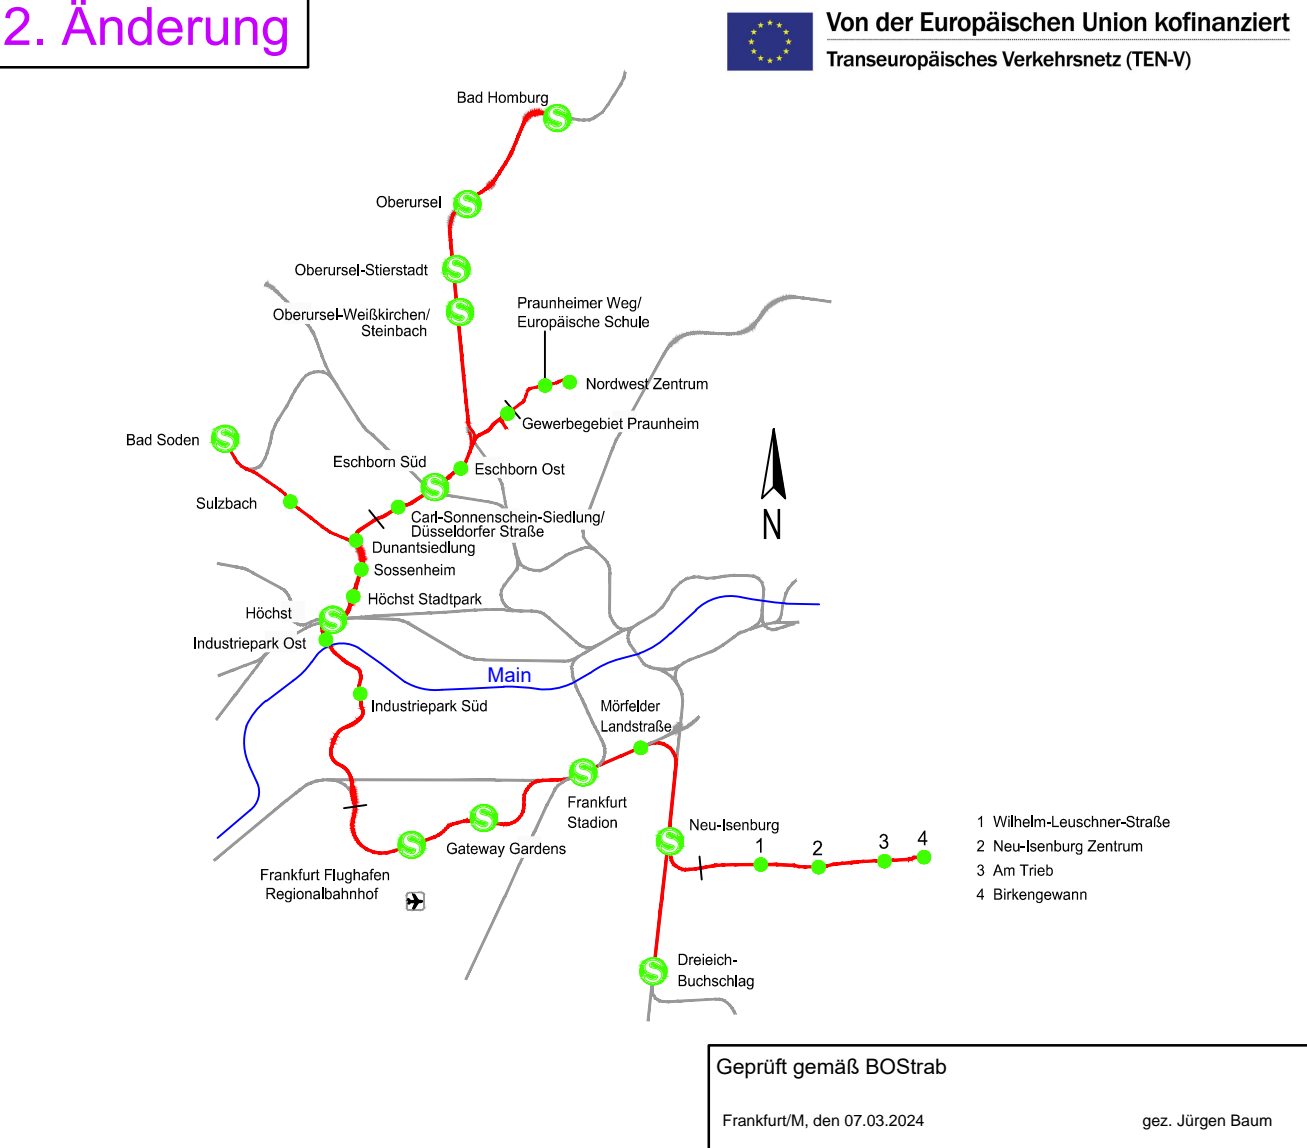 2. Änderung
Von der Europäischen Union kofinanziert
Transeuropäisches Verkehrsnetz (TEN-V)
Bad Homburg
Oberursel
Oberursel-Stierstadt
Oberursel-Weißkirchen/
Steinbach
Praunheimer Weg/
Europäische Schule
Nordwest Zentrum
Gewerbegebiet Praunheim
Bad Soden
Eschborn Süd
Eschborn Ost
Sulzbach
Carl-Sonnenschein-Siedlung/
Düsseldorfer Straße
Dunantsiedlung
Sossenheim
Höchst Stadtpark
Höchst
Industriepark Ost
Main
Industriepark Süd
Mörfelder
Landstraße
Frankfurt
Stadion
Gateway Gardens
Frankfurt Flughafen
Regionalbahnhof
Neu-Isenburg
1 2 3 4
1 Wilhelm-Leuschner-Straße
2 Neu-Isenburg Zentrum
3 Am Trieb
4 Birkengewann
Dreieich-
Buchschlag
N
S
S
S
S
S
S
S
S
S
S
S
S
Geprüft gemäß BOStrab
Frankfurt/M, den 07.03.2024 gez. Jürgen Baum